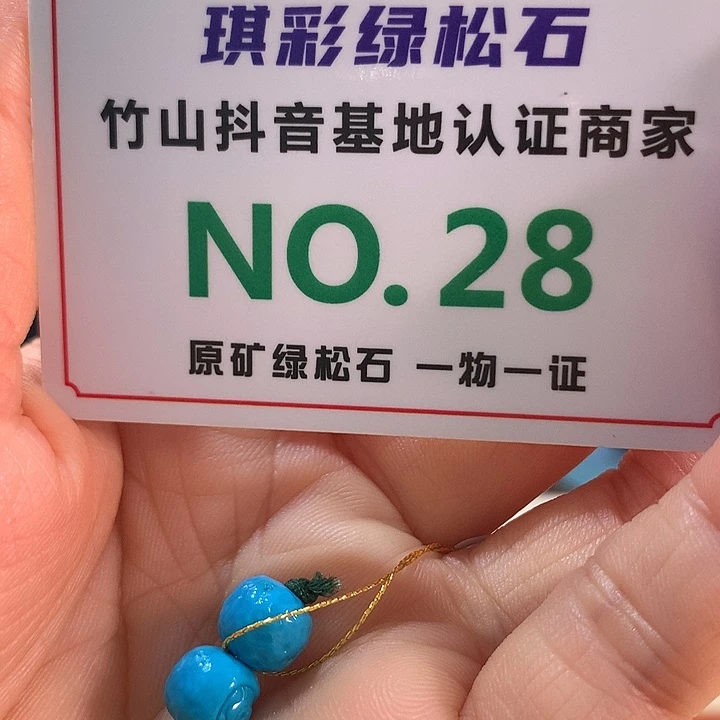 琪彩绿松石
竹山抖音基地认证商家
NO.28
原矿绿松石 一物一证